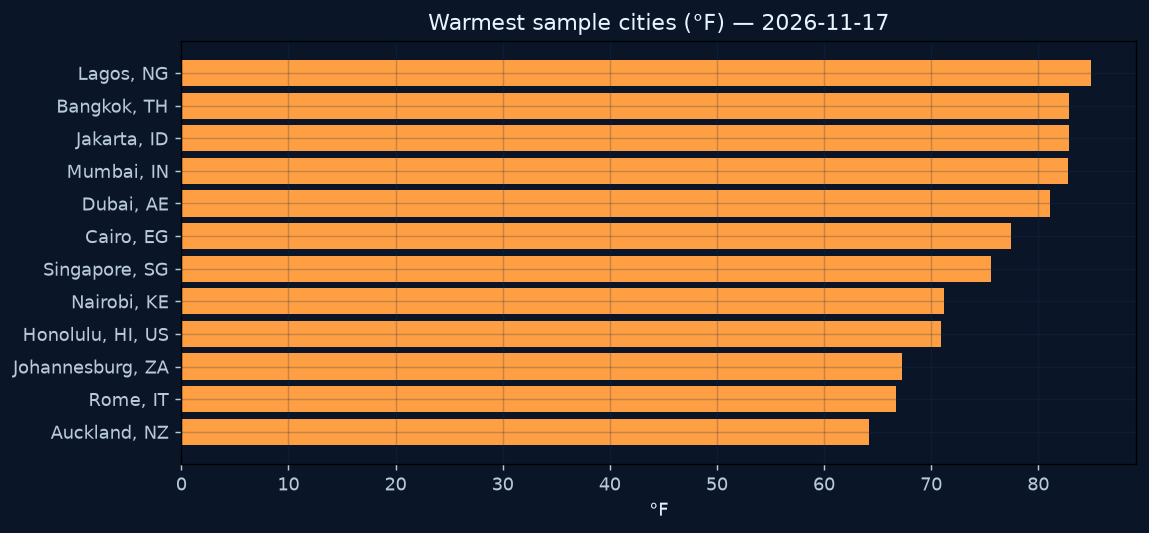 Warmest sample cities (°F) — 2026-11-17
Lagos, NG
Bangkok, TH
Jakarta, ID
Mumbai, IN
Dubai, AE
Cairo, EG
Singapore, SG
Nairobi, KE
Honolulu, HI, US
Johannesburg, ZA
Rome, IT
Auckland, NZ
0 10 20 30 40 50 60 70 80
°F